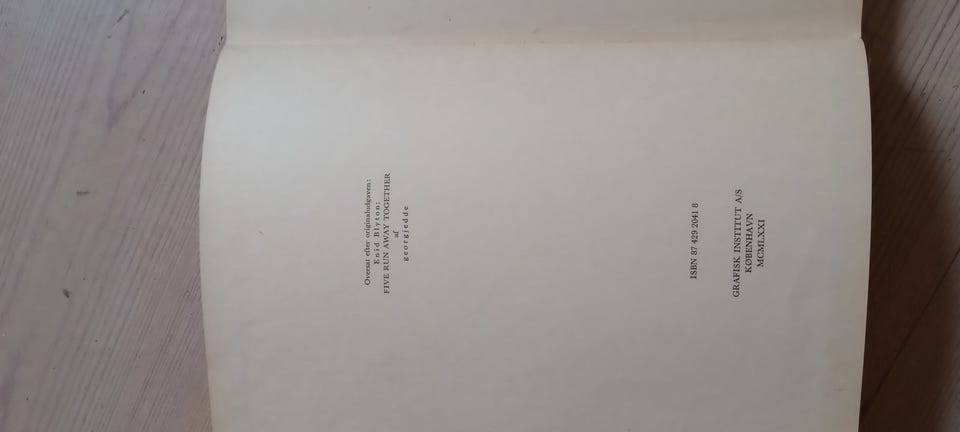 Oversat efter originaludgaven:
Enid Blyton:
FIVE RUN AWAY TOGETHER
af
georgjedde
ISBN 87 429 2041 8
GRAFISK INSTITUT A/S
KØBENHAVN
MCMLXXI